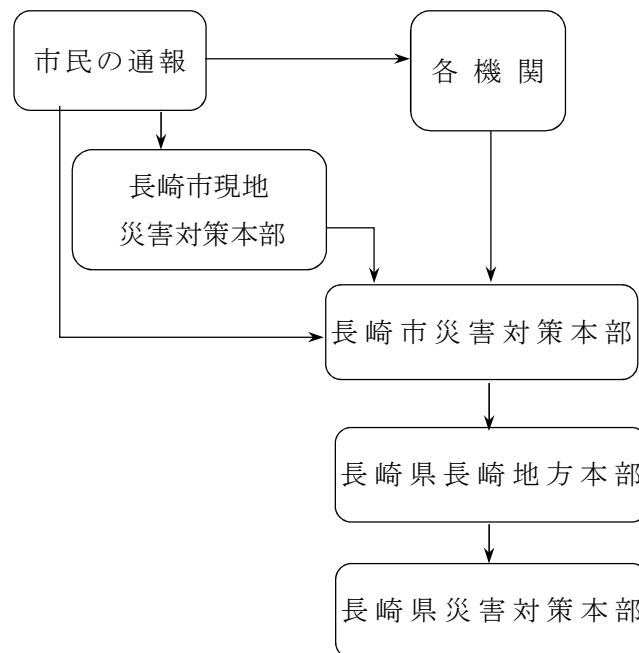 市民の通報
各機関
長崎市現地
災害対策本部
長崎市災害対策本部
長崎県長崎地方本部
長崎県災害対策本部